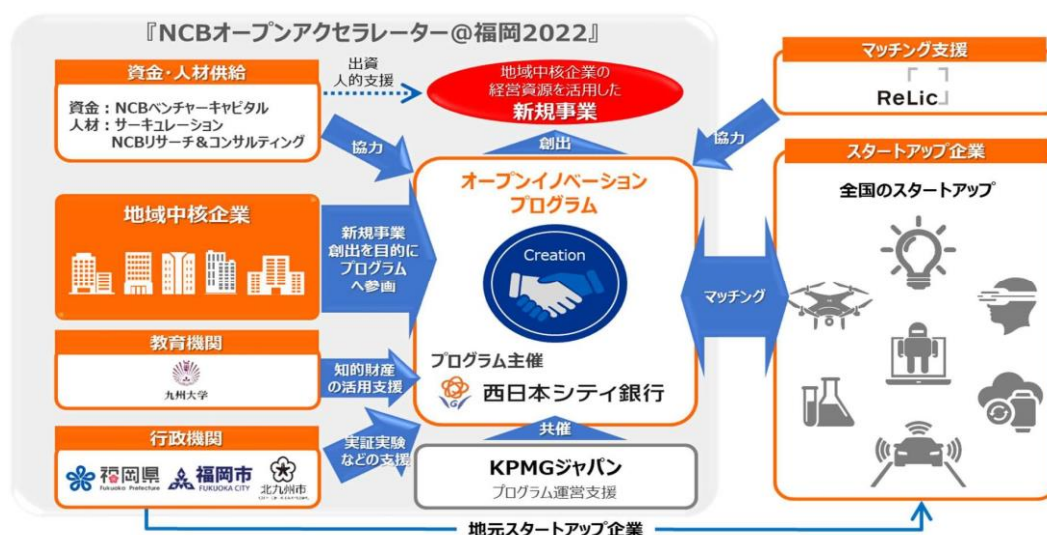 『NCBオープンアクセラレーター@福岡2022』
資金・人材供給
資金：NCBベンチャーキャピタル
人材：サーキュレーション
NCBリサーチ＆コンサルティング
出資
人的支援
地域中核企業の
経営資源を活用した
新規事業
マッチング支援
ReLic
協力
創出
協力
地域中核企業
新規事業
創出を目的に
プログラム
へ参画
オープンイノベーション
プログラム
Creation
プログラム主催
西日本シティ銀行
マッチング
スタートアップ企業
全国のスタートアップ
教育機関
九州大学
知的財産
の活用支援
行政機関
福岡県
Fukuoka Prefecture
福岡市
FUKUOKA CITY
北九州市
実証実験
などの支援
共催
KPMGジャパン
プログラム運営支援
地元スタートアップ企業